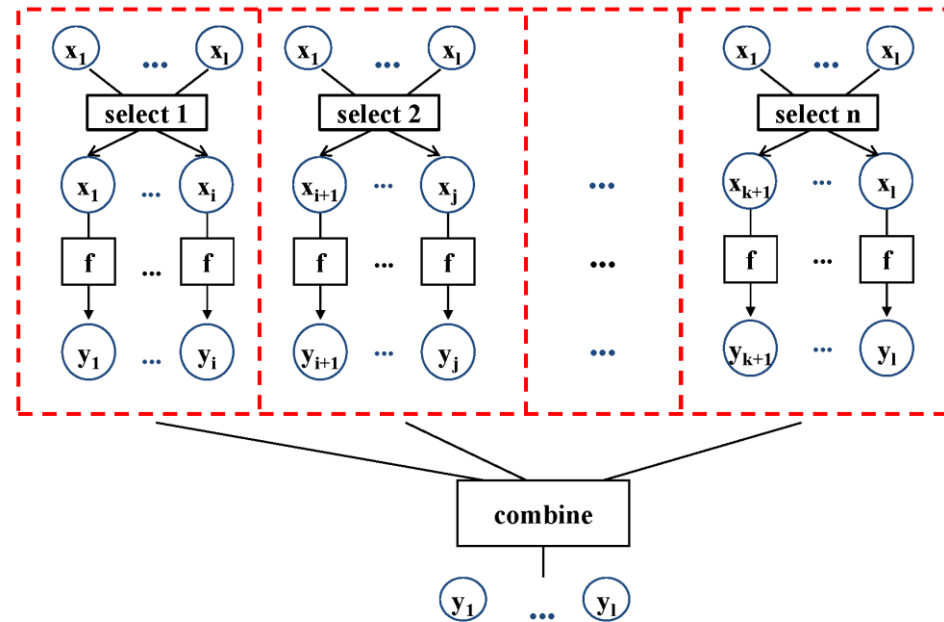 x₁ ... xₗ x₁ ... xₗ x₁ ... xₗ
select 1 select 2 select n
x₁ ... xᵢ xᵢ₊₁ ... xⱼ ... xₖ₊₁ ... xₗ
f ... f f ... f ... f ... f
y₁ ... yᵢ yᵢ₊₁ ... yⱼ ... yₖ₊₁ ... yₗ
combine
y₁ ... yₗ